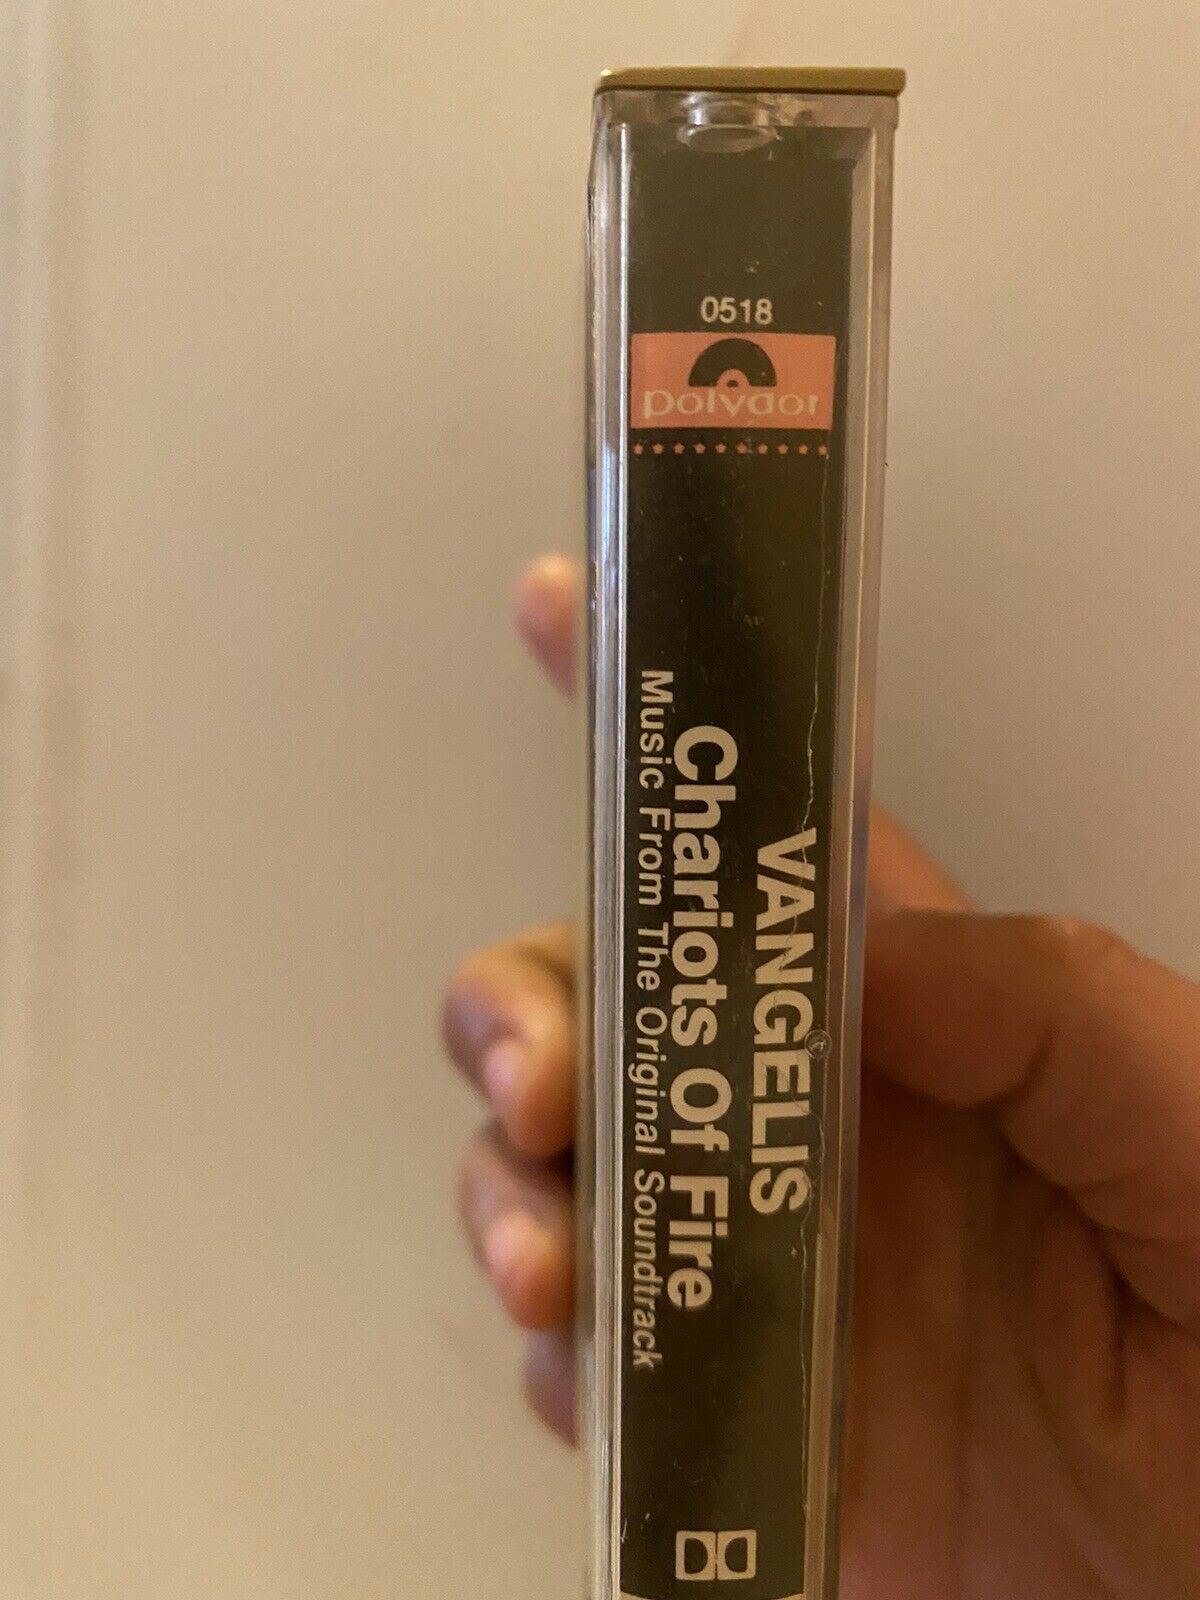 0518
polydor
VANGELIS
Chariots Of Fire
Music From The Original Soundtrack